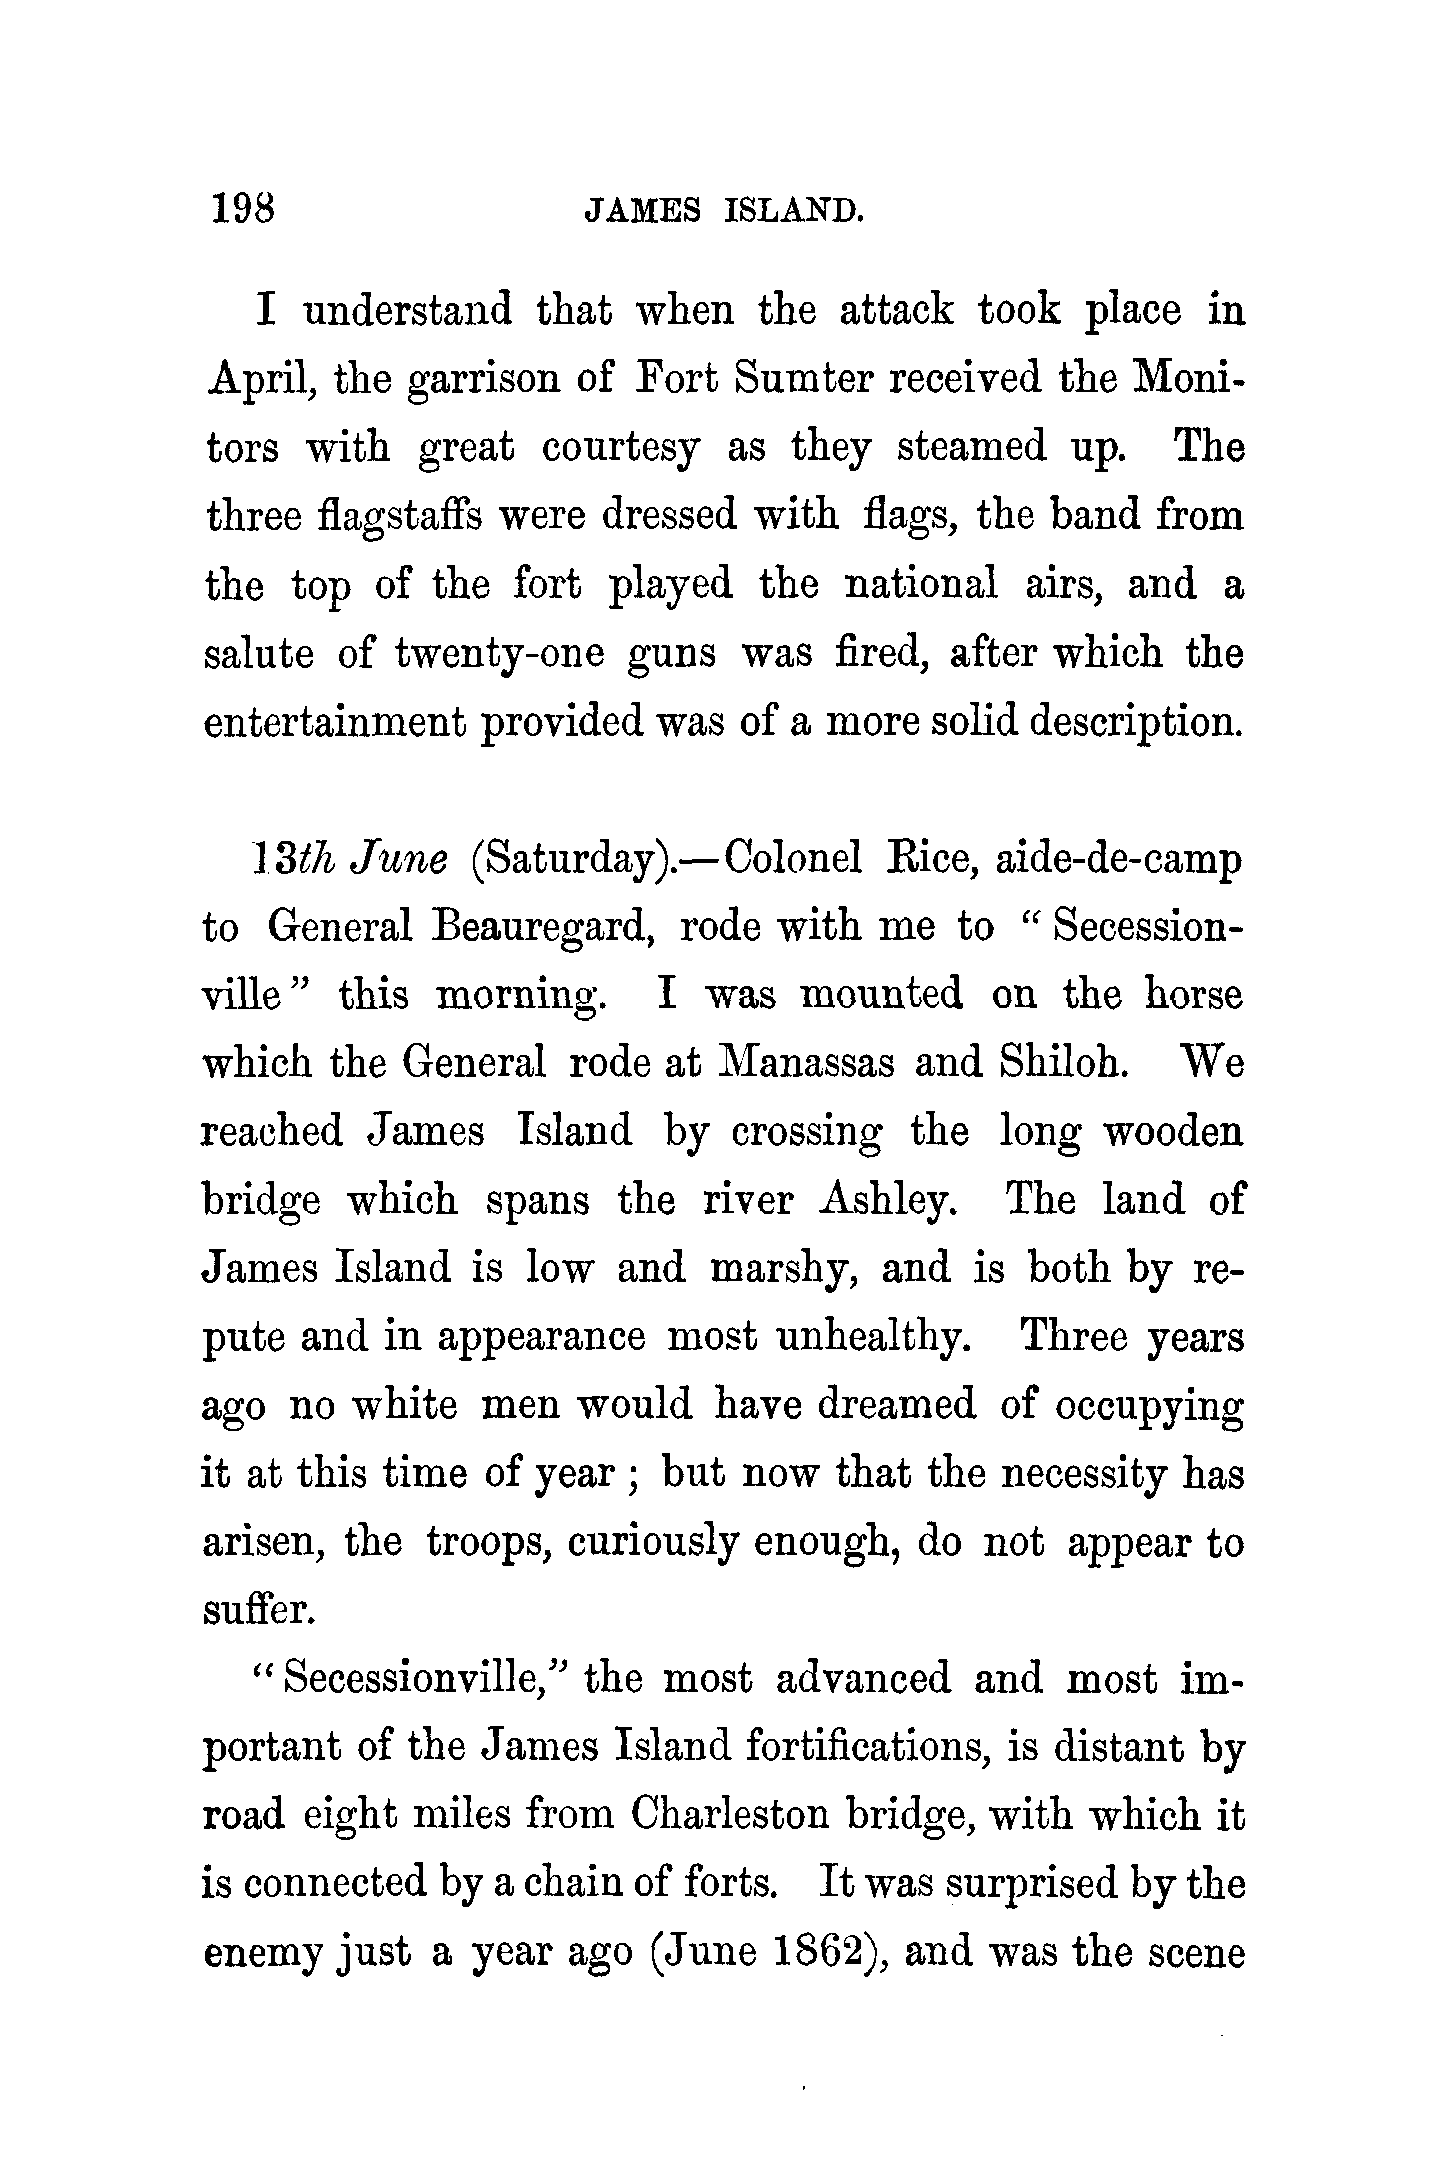 198 JAMES ISLAND.
I understand that when the attack took place in
April, the garrison of Fort Sumter received the Moni-
tors with great courtesy as they steamed up. The
three flagstaffs were dressed with flags, the band from
the top of the fort played the national airs, and a
salute of twenty-one guns was fired, after which the
entertainment provided was of a more solid description.
13th June (Saturday).—Colonel Rice, aide-de-camp
to General Beauregard, rode with me to “ Secession-
ville ” this morning. I was mounted on the horse
which the General rode at Manassas and Shiloh. We
reached James Island by crossing the long wooden
bridge which spans the river Ashley. The land of
James Island is low and marshy, and is both by re-
pute and in appearance most unhealthy. Three years
ago no white men would have dreamed of occupying
it at this time of year ; but now that the necessity has
arisen, the troops, curiously enough, do not appear to
suffer.
“ Secessionville,” the most advanced and most im-
portant of the James Island fortifications, is distant by
road eight miles from Charleston bridge, with which it
is connected by a chain of forts. It was surprised by the
enemy just a year ago (June 1862), and was the scene